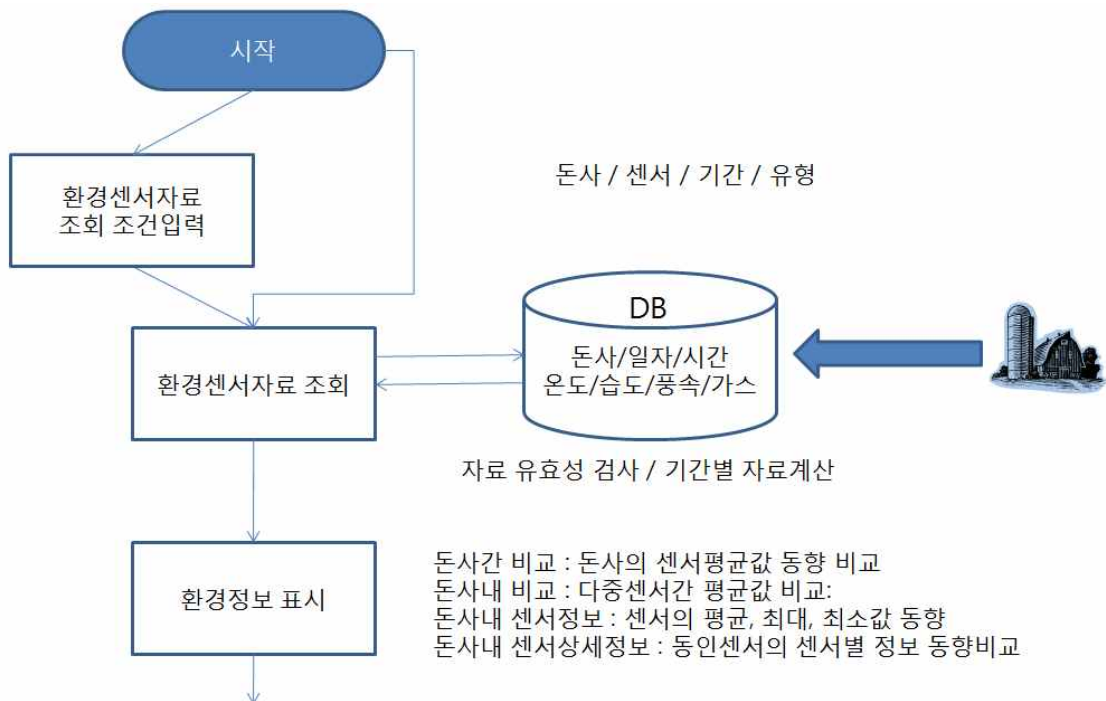 시작
환경센서자료
조회 조건입력
돈사 / 센서 / 기간 / 유형
DB
돈사/일자/시간
온도/습도/풍속/가스
환경센서자료 조회
자료 유효성 검사 / 기간별 자료계산
환경정보 표시
돈사간 비교 : 돈사의 센서평균값 동향 비교
돈사내 비교 : 다중센서간 평균값 비교:
돈사내 센서정보 : 센서의 평균, 최대, 최소값 동향
돈사내 센서상세정보 : 동인센서의 센서별 정보 동향비교